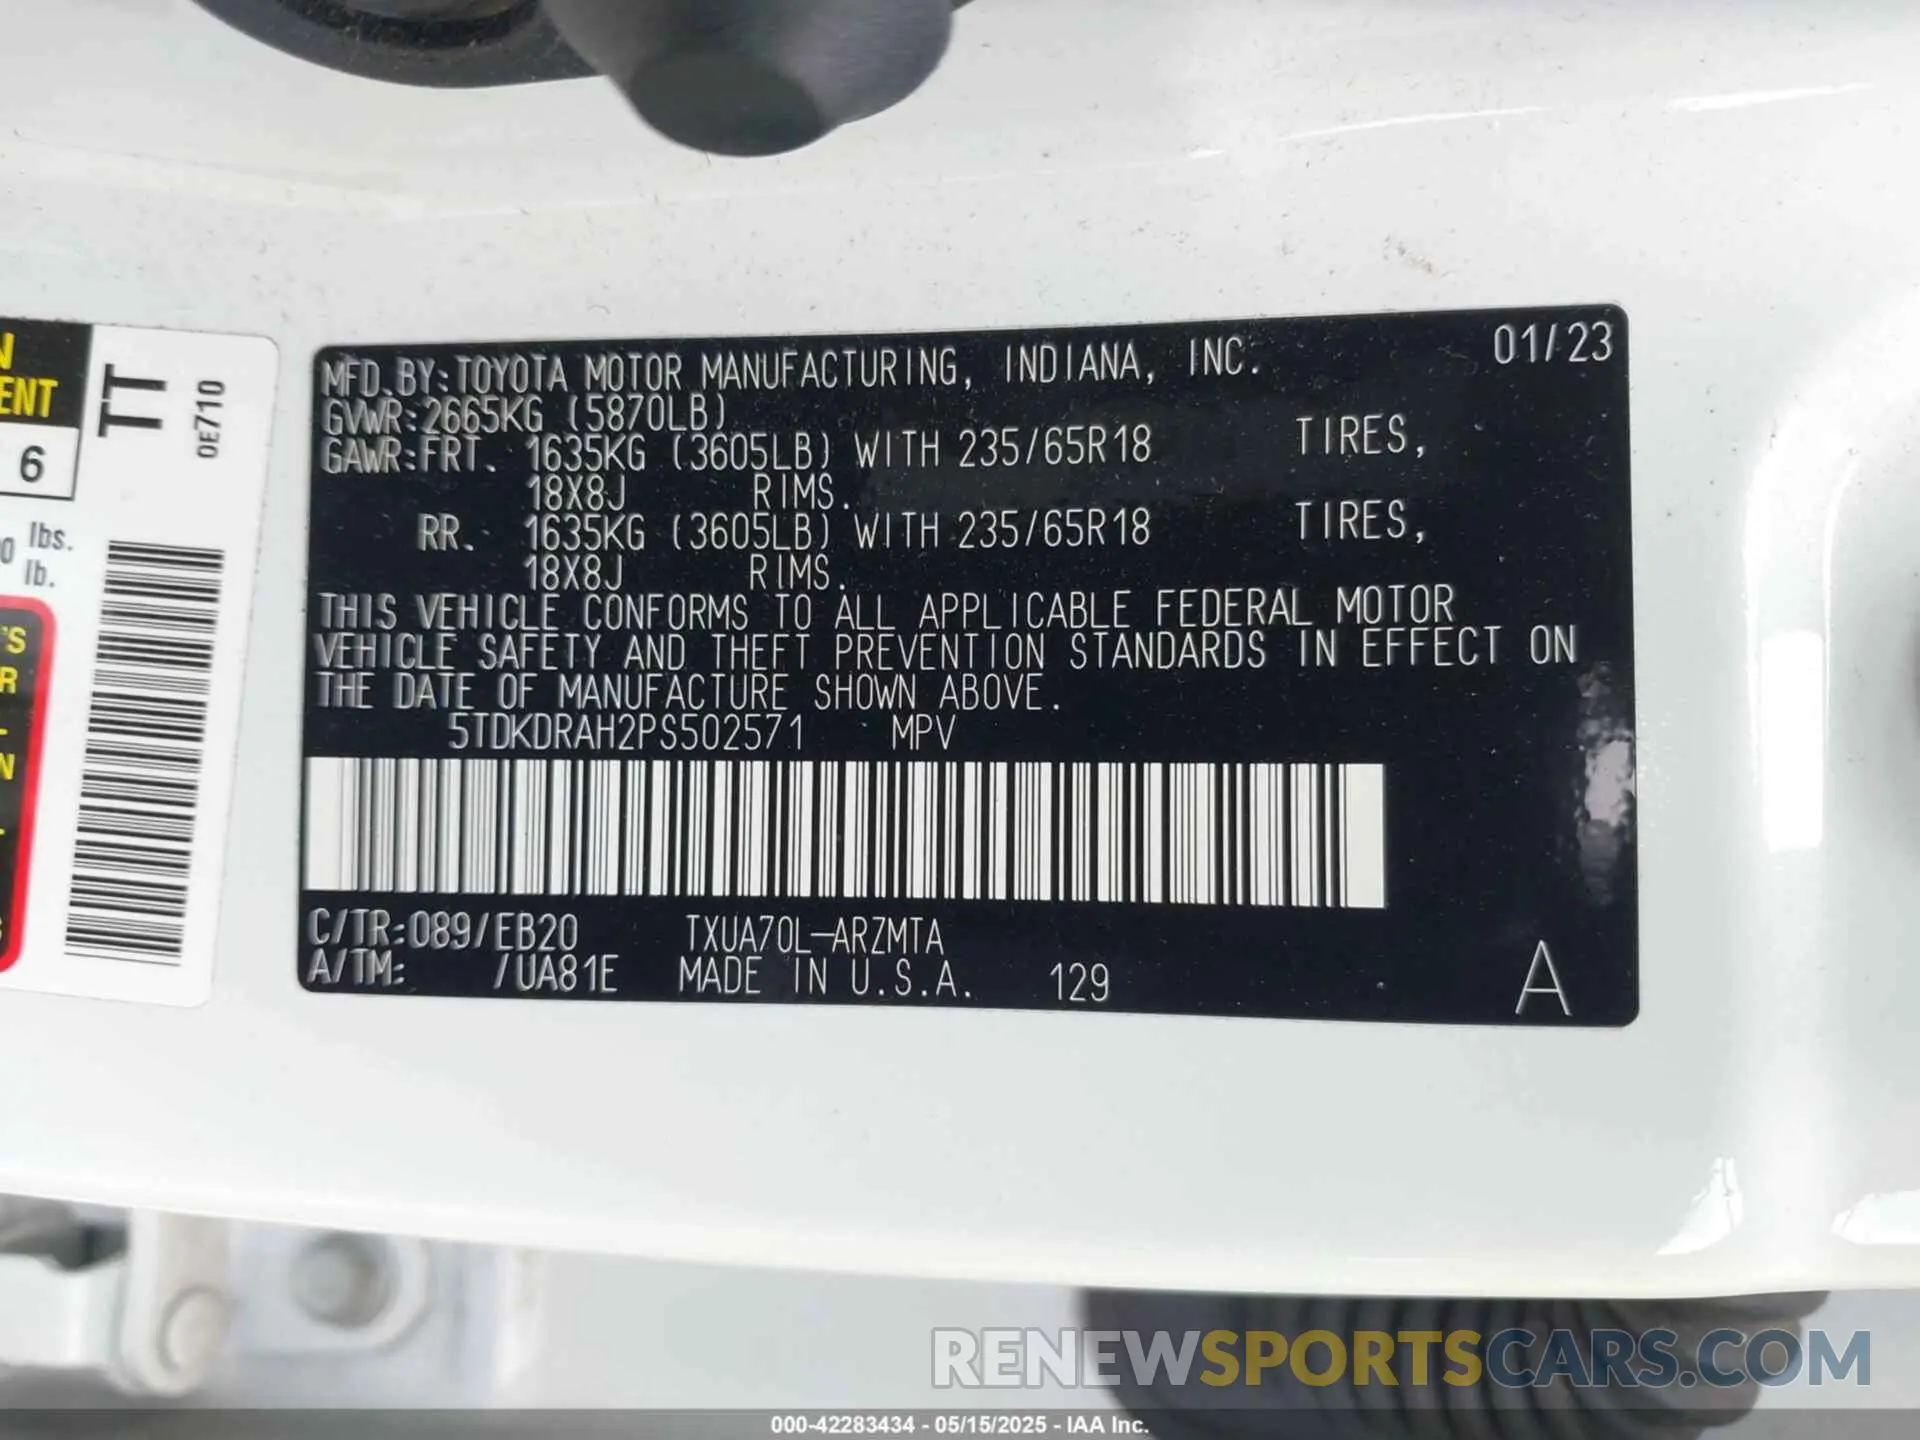 N
ENT
6
0 lbs.
lb.
'S
R
N
TT
0E710
MFD.BY:TOYOTA MOTOR MANUFACTURING, INDIANA, INC. 01/23
GVWR:2665KG (5870LB)
GAWR:FRT. 1635KG (3605LB) WITH 235/65R18 TIRES,
18X8J RIMS.
RR. 1635KG (3605LB) WITH 235/65R18 TIRES,
18X8J RIMS.
THIS VEHICLE CONFORMS TO ALL APPLICABLE FEDERAL MOTOR
VEHICLE SAFETY AND THEFT PREVENTION STANDARDS IN EFFECT ON
THE DATE OF MANUFACTURE SHOWN ABOVE.
5TDKDRAH2PS502571 MPV
C/TR:089/EB20 TXUA70L-ARZMTA
A/TM: /UA81E MADE IN U.S.A. 129 A
RENEWSPORTSCARS.COM
000-42283434 - 05/15/2025 - IAA Inc.